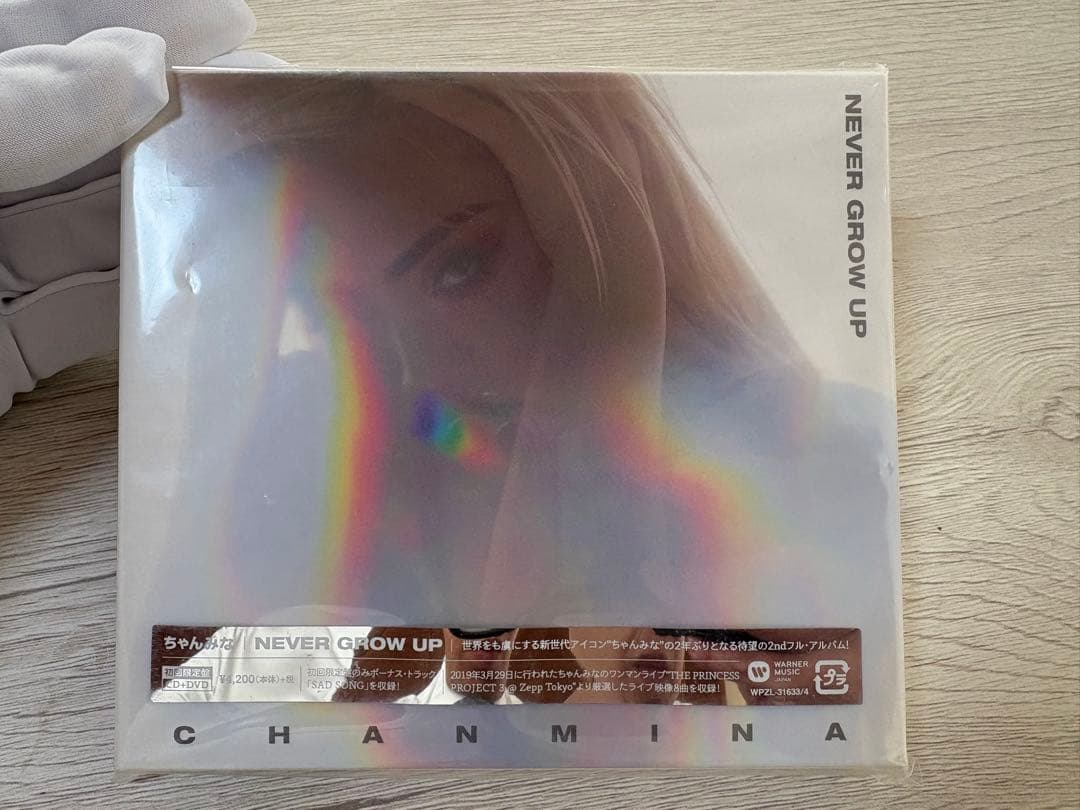 NEVER GROW UP
ちゃんみな | NEVER GROW UP | 世界をも虜にする新世代アイコン"ちゃんみな"の2年ぶりとなる待望の2ndフル・アルバム!
初回限定盤
CD+DVD
¥4,200(本体)+税
初回限定盤のみボーナス・トラック
「SAD SONG」を収録!
2019年3月29日に行われたちゃんみなのワンマンライブ"THE PRINCESS
PROJECT 3 @ Zepp Tokyo"より厳選したライブ映像8曲を収録!
WARNER
MUSIC
JAPAN
WPZL-31633/4
プラ
CHANMINA